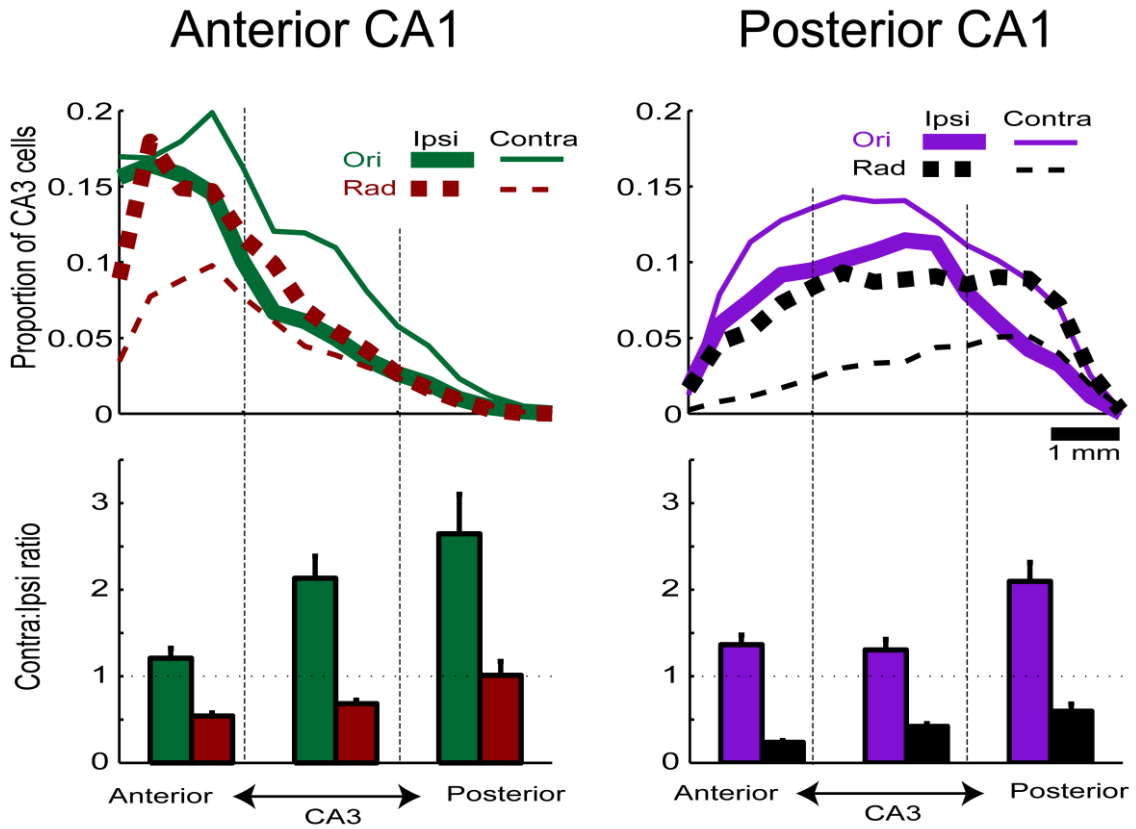 Anterior CA1
Posterior CA1
Proportion of CA3 cells
0.2
0.15
0.1
0.05
0
Ipsi Contra
Ori
Rad
0.2
0.15
0.1
0.05
0
Ipsi Contra
Ori
Rad
1 mm
Contra:Ipsi ratio
3
2
1
0
Anterior
CA3
Posterior
3
2
1
0
Anterior
CA3
Posterior